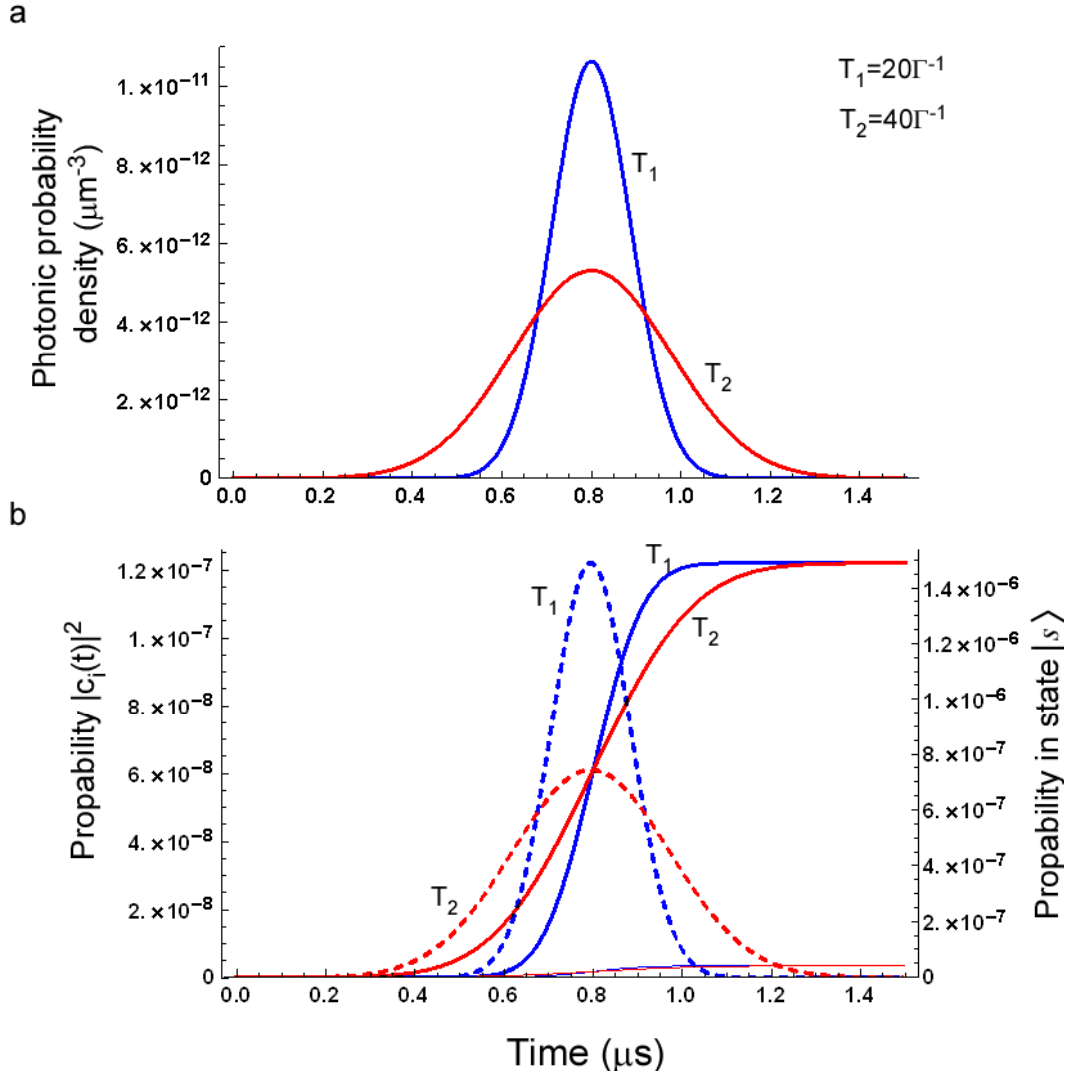 a
Photonic probability
density (μm⁻³)
1.×10⁻¹¹
8.×10⁻¹²
6.×10⁻¹²
4.×10⁻¹²
2.×10⁻¹²
0
T₁=20Γ⁻¹
T₂=40Γ⁻¹
T₁
T₂
0.0 0.2 0.4 0.6 0.8 1.0 1.2 1.4
b
Propability |cᵢ(t)|²
1.2×10⁻⁷
1.×10⁻⁷
8.×10⁻⁸
6.×10⁻⁸
4.×10⁻⁸
2.×10⁻⁸
0
T₁
T₂
T₁
T₂
1.4×10⁻⁶
1.2×10⁻⁶
1.×10⁻⁶
8.×10⁻⁷
6.×10⁻⁷
4.×10⁻⁷
2.×10⁻⁷
0
Propability in state |s⟩
0.0 0.2 0.4 0.6 0.8 1.0 1.2 1.4
Time (μs)